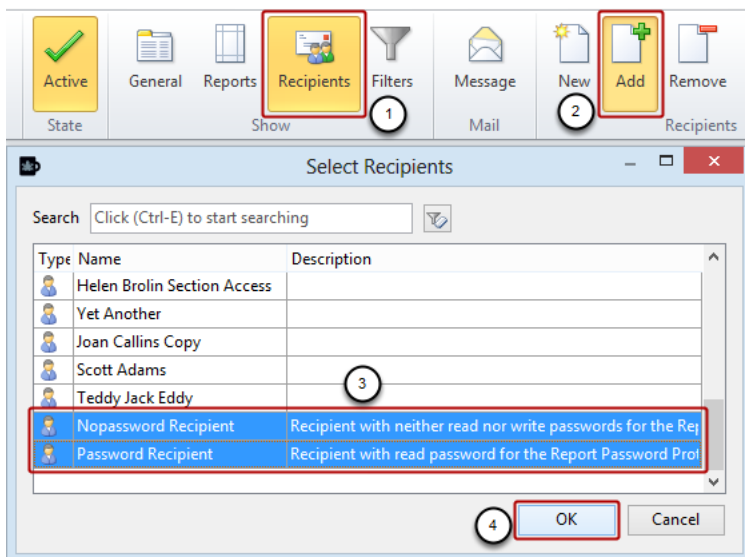 Active
General
Reports
Recipients
Filters
Message
New
Add
Remove
1
2
State
Show
Mail
Recipients
Select Recipients
Search Click (Ctrl-E) to start searching
Type Name Description
Helen Brolin Section Access
Yet Another
Joan Callins Copy
Scott Adams
3
Teddy Jack Eddy
Nopassword Recipient Recipient with neither read nor write passwords for the Rep
Password Recipient Recipient with read password for the Report Password Prot
4
OK
Cancel